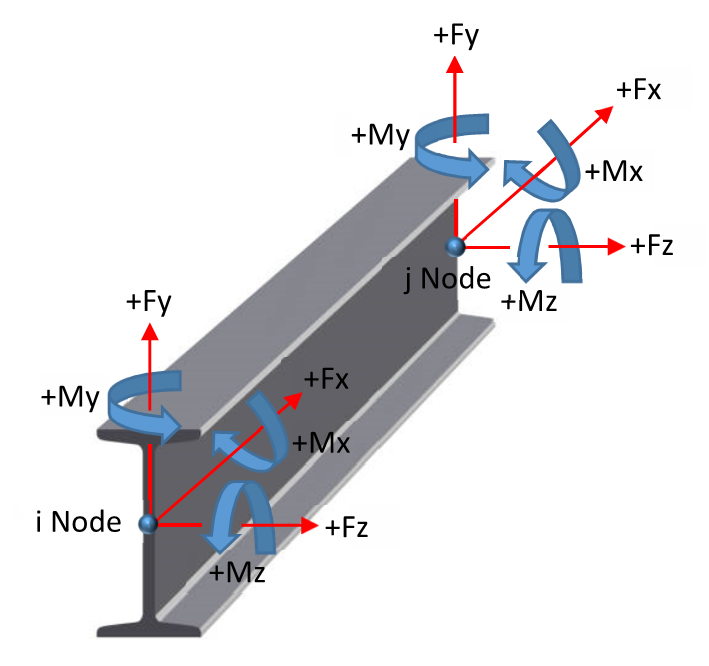 +Fy
+Fx
+My
+Mx
+Fz
j Node
+Mz
+Fy
+Fx
+My
+Mx
i Node
+Fz
+Mz